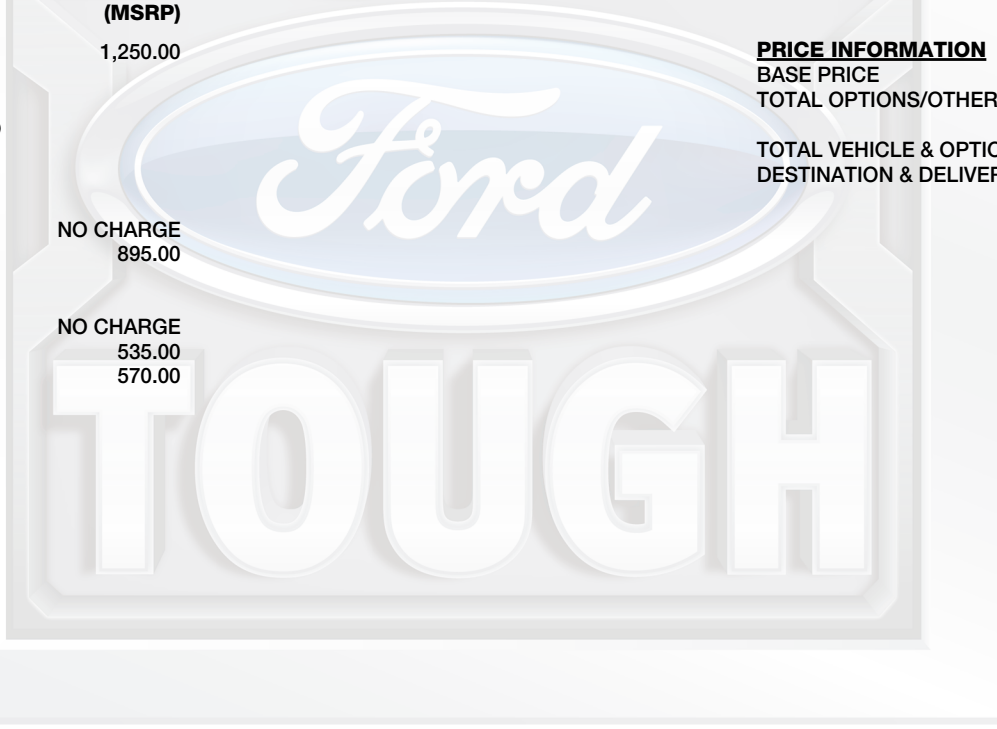 (MSRP)
1,250.00
NO CHARGE
895.00
NO CHARGE
535.00
570.00
PRICE INFORMATION
BASE PRICE
TOTAL OPTIONS/OTHER
TOTAL VEHICLE & OPTIO
DESTINATION & DELIVER
Ford
TOUGH